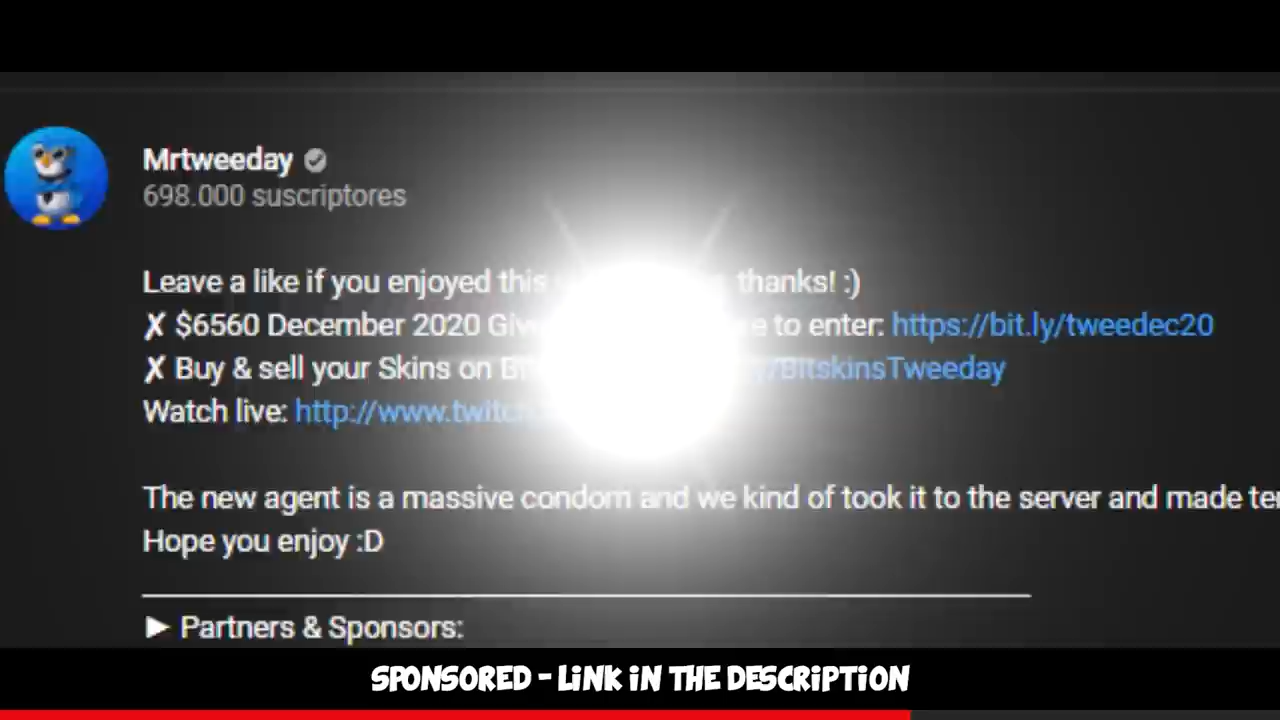 Mrtweeday
698.000 suscriptores
Leave a like if you enjoyed this thanks! :)
✗ $6560 December 2020 to enter: https://bit.ly/tweedec20
✗ Buy & sell your Skins on /BitskinsTweeday
Watch live: http://www.twitch
The new agent is a massive condom and we kind of took it to the server and made
Hope you enjoy :D
► Partners & Sponsors:
SPONSORED - LINK IN THE DESCRIPTION